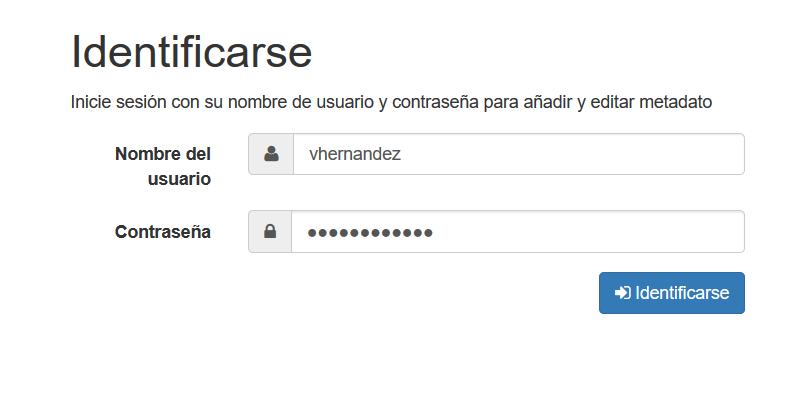 Identificarse
Inicie sesión con su nombre de usuario y contraseña para añadir y editar metadato
Nombre del
usuario
vhernandez
Contraseña
●●●●●●●●●●●●
Identificarse